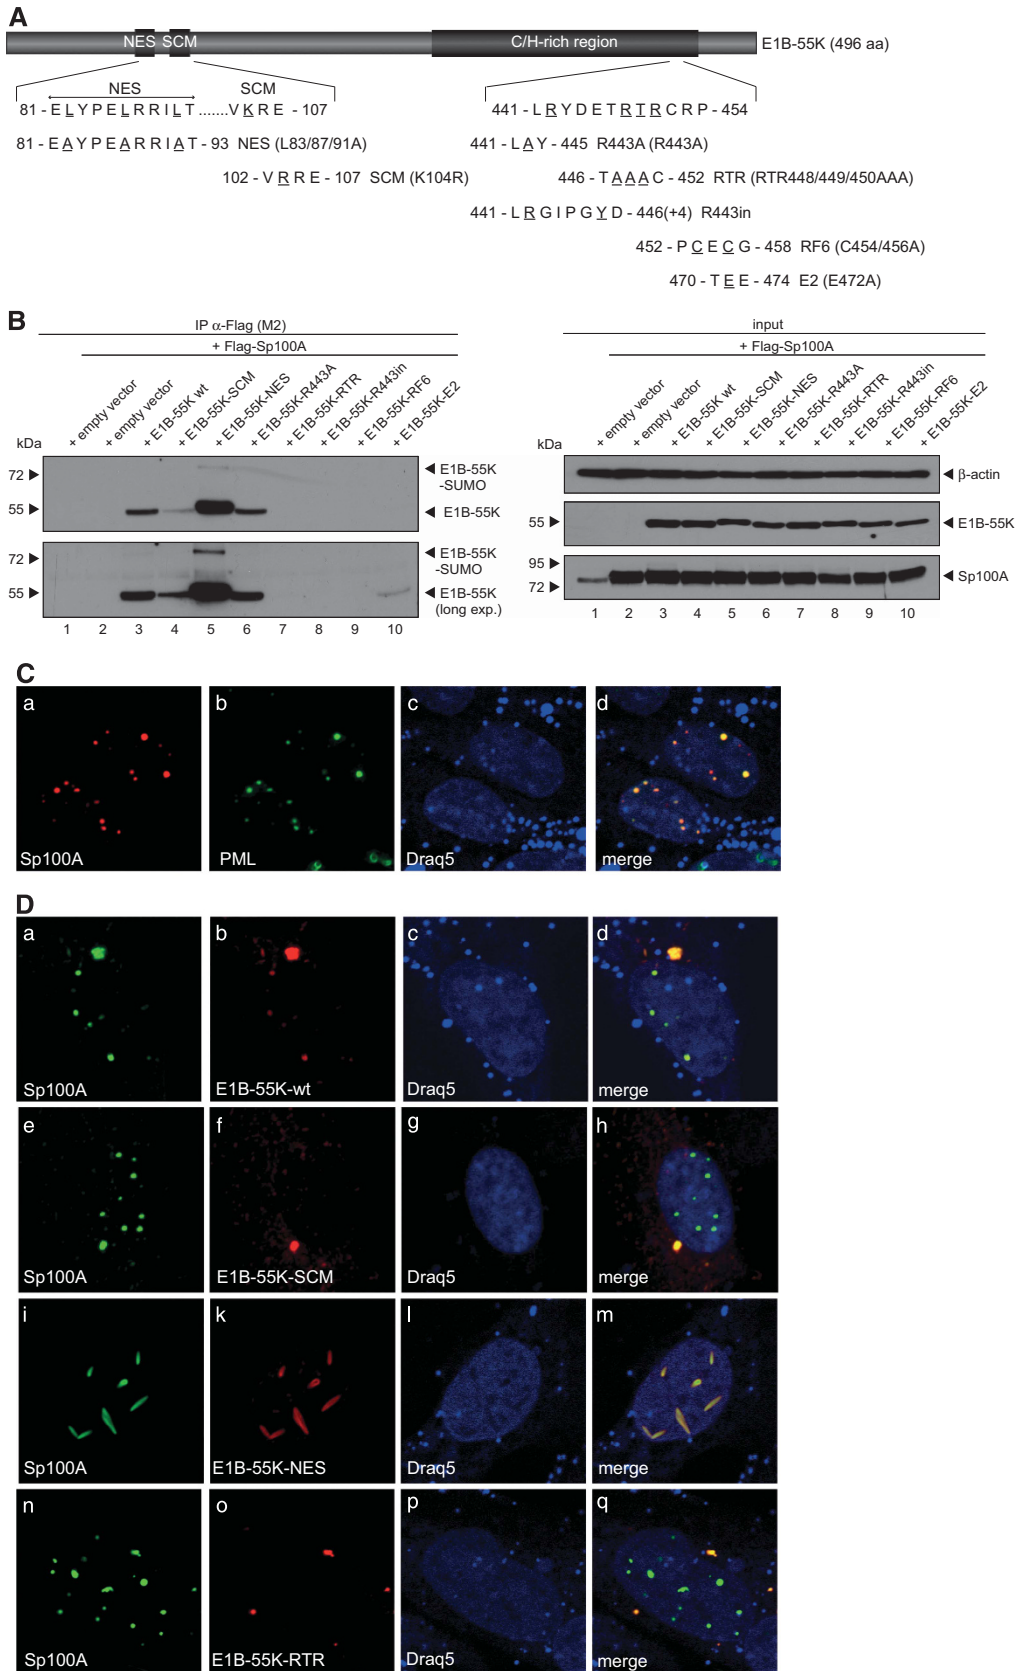 A
NES SCM C/H-rich region E1B-55K (496 aa)
NES SCM
81 - E L Y P E L R R I L T .......V K R E - 107 441 - L R Y D E T R T R C R P - 454
81 - E A Y P E A R R I A T - 93 NES (L83/87/91A) 441 - L A Y - 445 R443A (R443A)
102 - V R R E - 107 SCM (K104R) 446 - T A A A C - 452 RTR (RTR448/449/450AAA)
441 - L R G I P G Y D - 446(+4) R443in
452 - P C E C G - 458 RF6 (C454/456A)
470 - T E E - 474 E2 (E472A)
B
IP α-Flag (M2)
+ Flag-Sp100A
+ empty vector
+ empty vector
+ E1B-55K wt
+ E1B-55K-SCM
+ E1B-55K-NES
+ E1B-55K-R443A
+ E1B-55K-RTR
+ E1B-55K-R443in
+ E1B-55K-RF6
+ E1B-55K-E2
kDa
72
E1B-55K
-SUMO
55
E1B-55K
72
E1B-55K
-SUMO
55
E1B-55K
(long exp.)
1 2 3 4 5 6 7 8 9 10
input
+ Flag-Sp100A
+ empty vector
+ empty vector
+ E1B-55K wt
+ E1B-55K-SCM
+ E1B-55K-NES
+ E1B-55K-R443A
+ E1B-55K-RTR
+ E1B-55K-R443in
+ E1B-55K-RF6
+ E1B-55K-E2
kDa
β-actin
55
E1B-55K
95
72
Sp100A
1 2 3 4 5 6 7 8 9 10
C
a b c d
Sp100A PML Draq5 merge
D
a b c d
Sp100A E1B-55K-wt Draq5 merge
e f g h
Sp100A E1B-55K-SCM Draq5 merge
i k l m
Sp100A E1B-55K-NES Draq5 merge
n o p q
Sp100A E1B-55K-RTR Draq5 merge